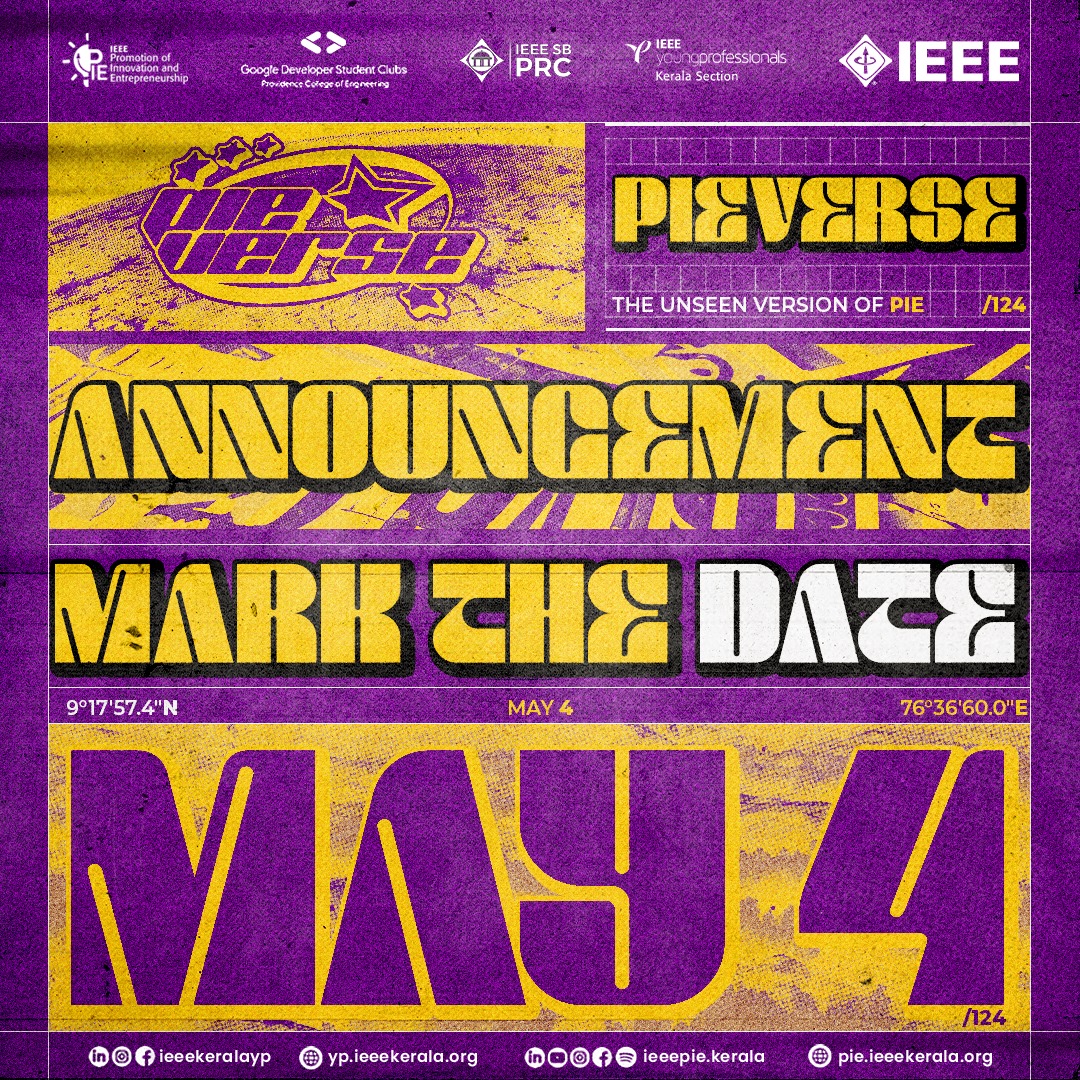 PIE
IEEE
Promotion of
Innovation and
Entrepreneurship
Google Developer Student Clubs
Providence College of Engineering
IEEE SB
PRC
IEEE
youngprofessionals
Kerala Section
IEEE
pie
verse
PIEVERSE
THE UNSEEN VERSION OF PIE /124
ANNOUNCEMENT
MARK THE DATE
9°17'57.4"N MAY 4 76°36'60.0"E
MAY 4
/124
ieeekeralayp yp.ieeekerala.org ieeepie.kerala pie.ieeekerala.org